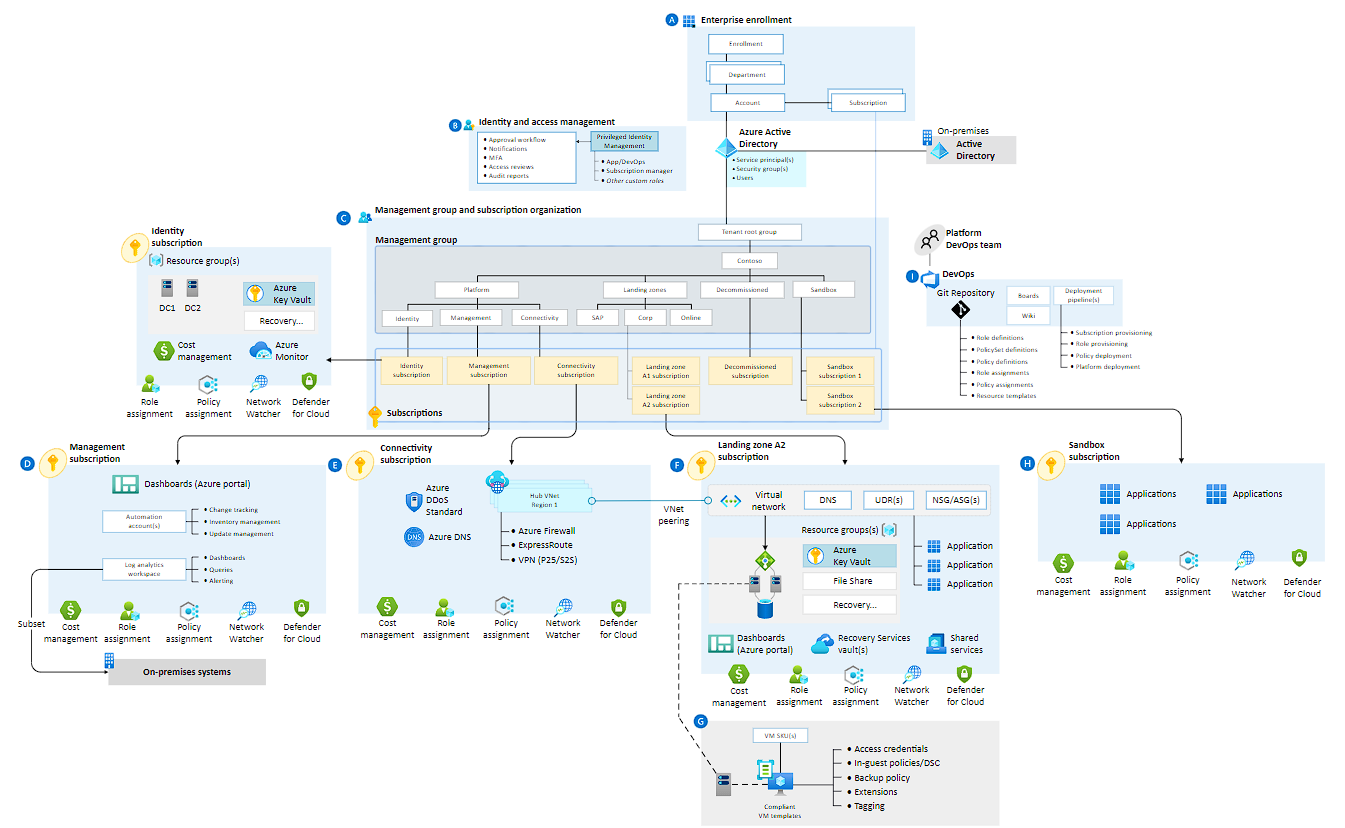 A
Enterprise enrollment
Enrollment
Department
Account
Subscription
B
Identity and access management
• Approval workflow
• Notifications
• MFA
• Access reviews
• Audit reports
Privileged Identity
Management
• App/DevOps
• Subscription manager
• Other custom roles
Azure Active
Directory
• Service principal(s)
• Security group(s)
• Users
On-premises
Active
Directory
C
Management group and subscription organization
Management group
Tenant root group
Contoso
Platform
Landing zones
Decommissioned
Sandbox
Identity
Management
Connectivity
SAP
Corp
Online
Identity
subscription
Management
subscription
Connectivity
subscription
Landing zone
A1 subscription
Landing zone
A2 subscription
Decommissioned
subscription
Sandbox
subscription 1
Sandbox
subscription 2
Subscriptions
Identity
subscription
Resource group(s)
DC1
DC2
Azure
Key Vault
Recovery...
Cost
management
Azure
Monitor
Role
assignment
Policy
assignment
Network
Watcher
Defender
for Cloud
Platform
DevOps team
I
DevOps
Git Repository
Boards
Wiki
Deployment
pipeline(s)
• Role definitions
• PolicySet definitions
• Policy definitions
• Role assignments
• Policy assignments
• Resource templates
• Subscription provisioning
• Role provisioning
• Policy deployment
• Platform deployment
D
Management
subscription
Dashboards (Azure portal)
Automation
account(s)
• Change tracking
• Inventory management
• Update management
Log analytics
workspace
• Dashboards
• Queries
• Alerting
Subset
Cost
management
Role
assignment
Policy
assignment
Network
Watcher
Defender
for Cloud
On-premises systems
E
Connectivity
subscription
Azure
DDoS
Standard
DNS
Azure DNS
Hub VNet
Region 1
• Azure Firewall
• ExpressRoute
• VPN (P25/S2S)
Cost
management
Role
assignment
Policy
assignment
Network
Watcher
Defender
for Cloud
VNet
peering
F
Landing zone A2
subscription
Virtual
network
DNS
UDR(s)
NSG/ASG(s)
Resource groups(s)
Azure
Key Vault
File Share
Recovery...
Application
Application
Application
Dashboards
(Azure portal)
Recovery Services
vault(s)
Shared
services
Cost
management
Role
assignment
Policy
assignment
Network
Watcher
Defender
for Cloud
G
VM SKU(s)
Compliant
VM templates
• Access credentials
• In-guest policies/DSC
• Backup policy
• Extensions
• Tagging
H
Sandbox
subscription
Applications
Applications
Applications
Cost
management
Role
assignment
Policy
assignment
Network
Watcher
Defender
for Cloud